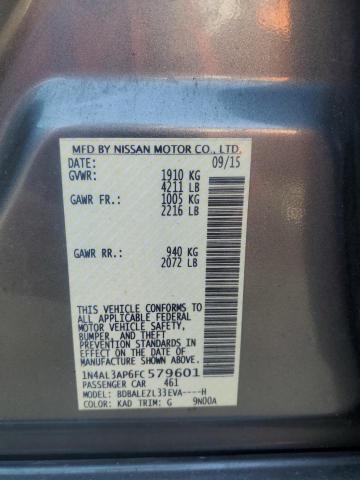 MFD BY NISSAN MOTOR CO., LTD.
DATE: 09/15
GVWR: 1910 KG
4211 LB
GAWR FR: 1005 KG
2216 LB
GAWR RR: 940 KG
2072 LB
THIS VEHICLE CONFORMS TO
ALL APPLICABLE FEDERAL
MOTOR VEHICLE SAFETY,
BUMPER, AND THEFT
PREVENTION STANDARDS
IN EFFECT ON THE DATE OF
MANUFACTURE SHOWN ABOVE.
1N4AL3AP6FC579601
PASSENGER CAR 461
MODEL: BDBALEZL33EVA----H
COLOR: KAD TRIM: G 9N00A